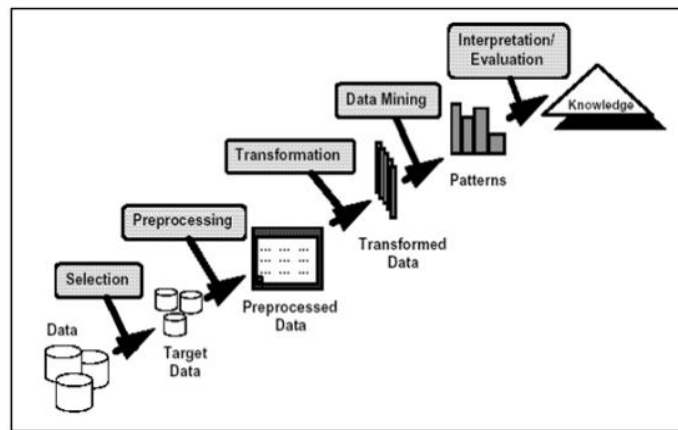 Interpretation/
Evaluation
Knowledge
Data Mining
Patterns
Transformation
Transformed
Data
Preprocessing
Preprocessed
Data
Selection
Target
Data
Data